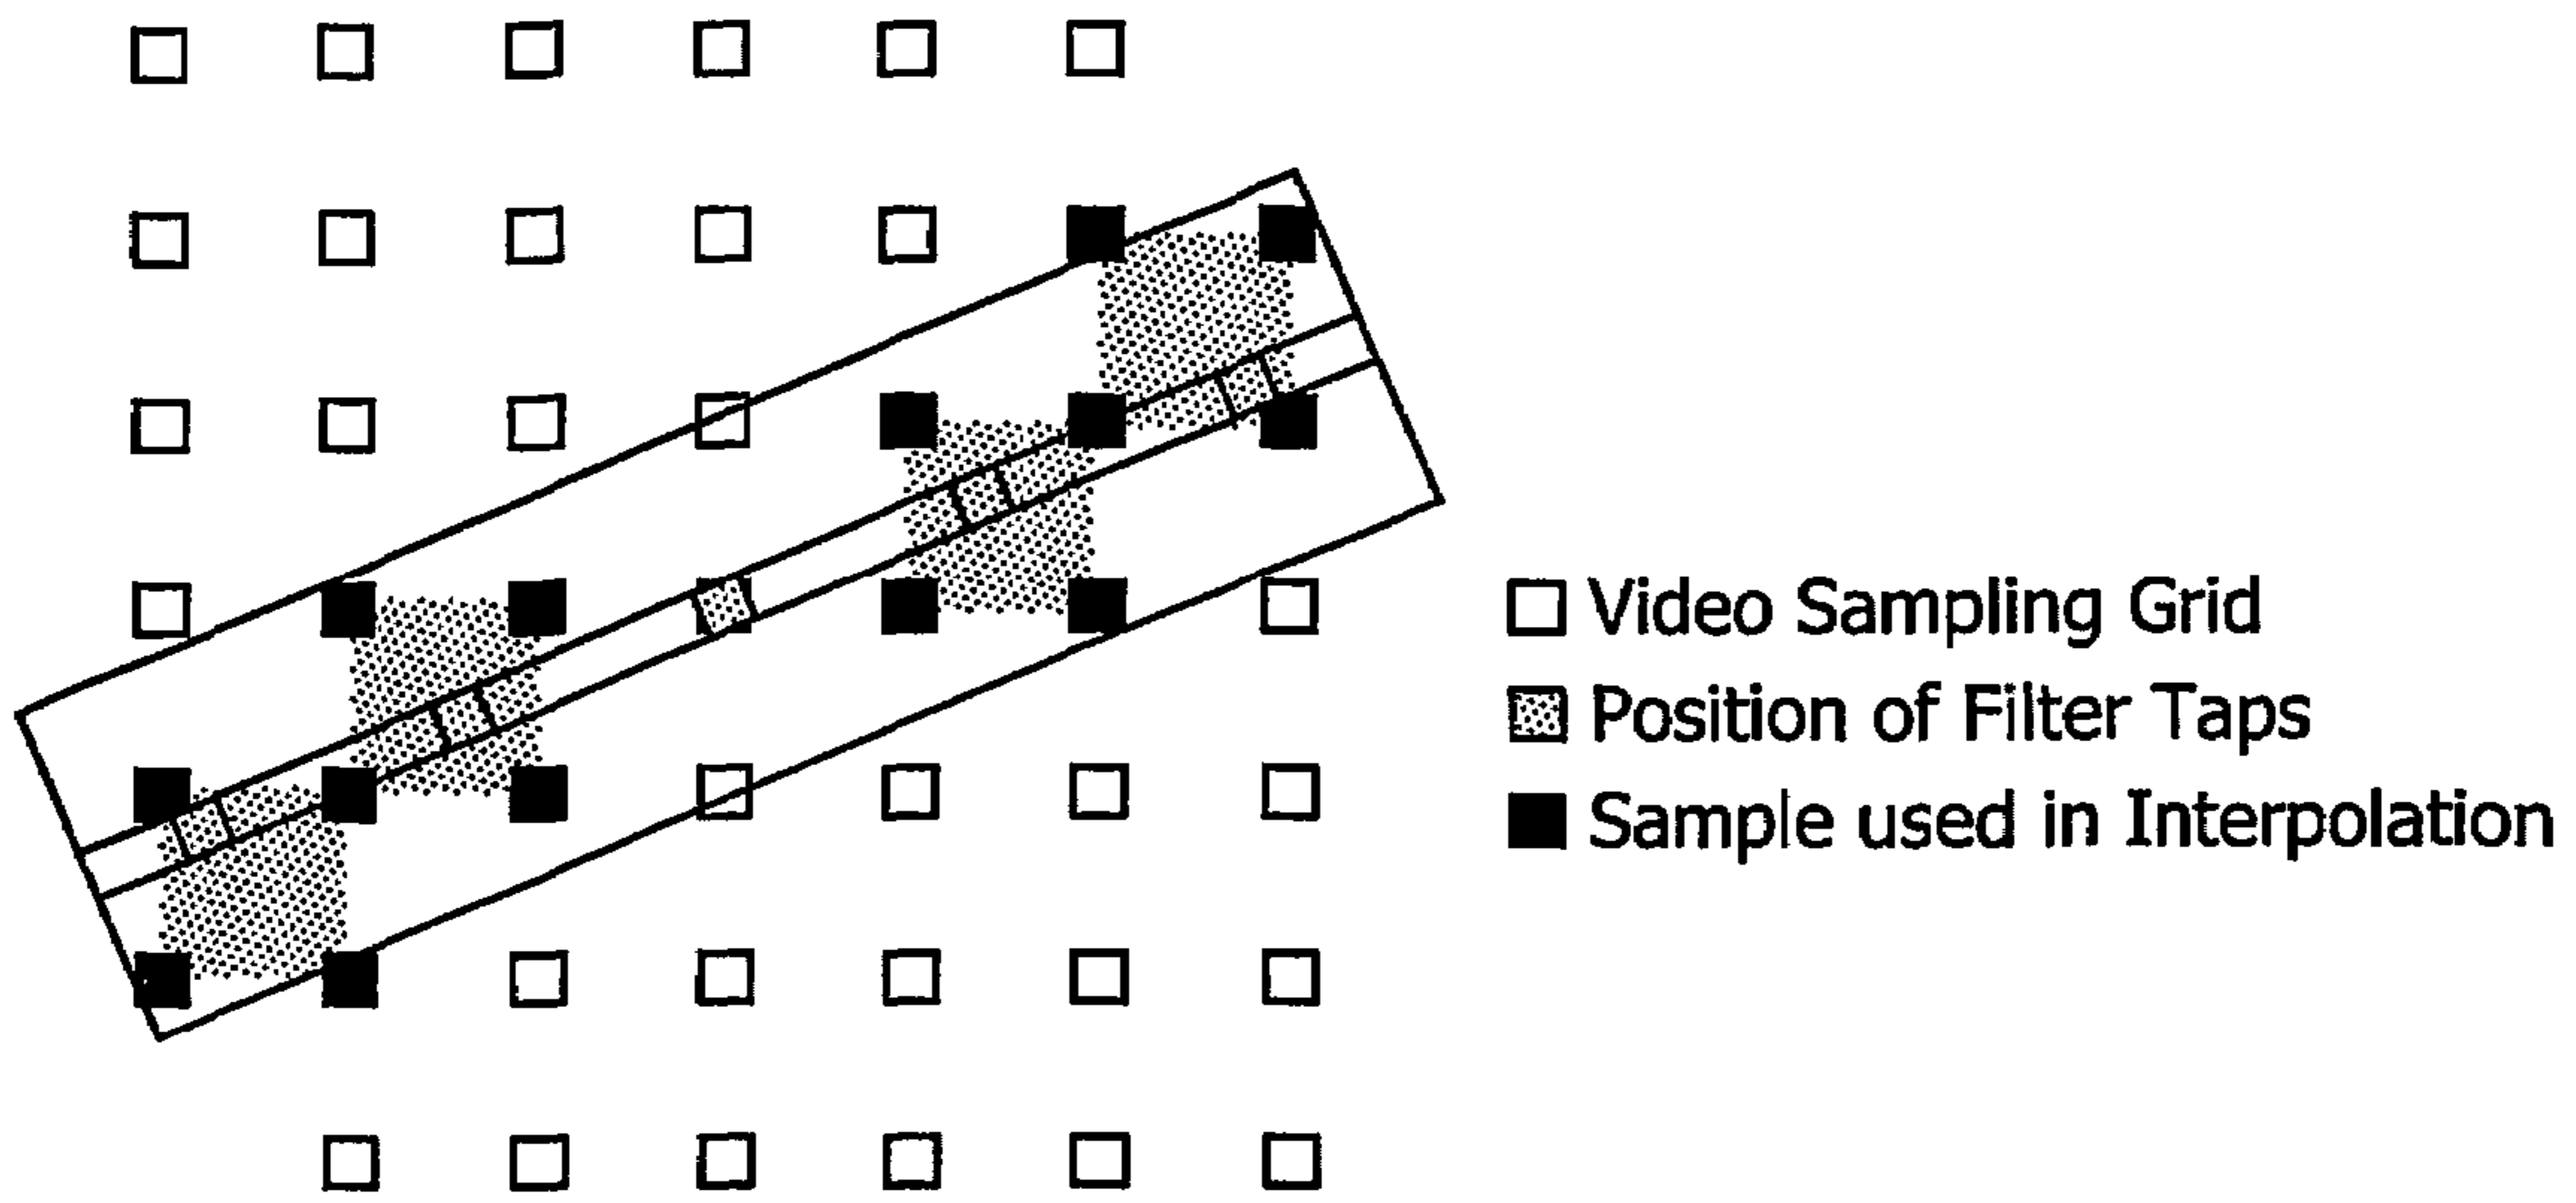 Video Sampling Grid
Position of Filter Taps
Sample used in Interpolation